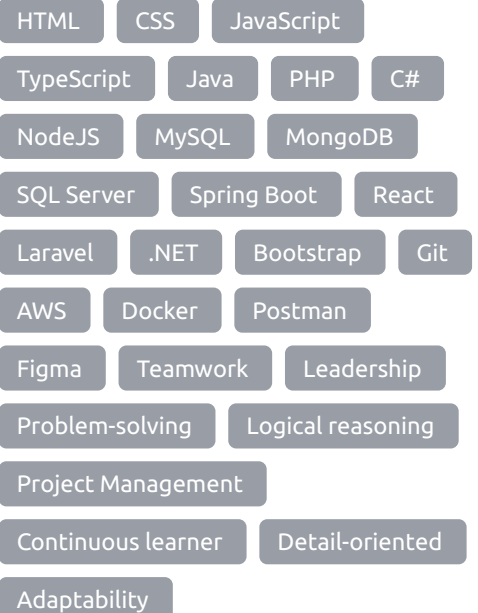 HTML CSS JavaScript
TypeScript Java PHP C#
NodeJS MySQL MongoDB
SQL Server Spring Boot React
Laravel .NET Bootstrap Git
AWS Docker Postman
Figma Teamwork Leadership
Problem-solving Logical reasoning
Project Management
Continuous learner Detail-oriented
Adaptability